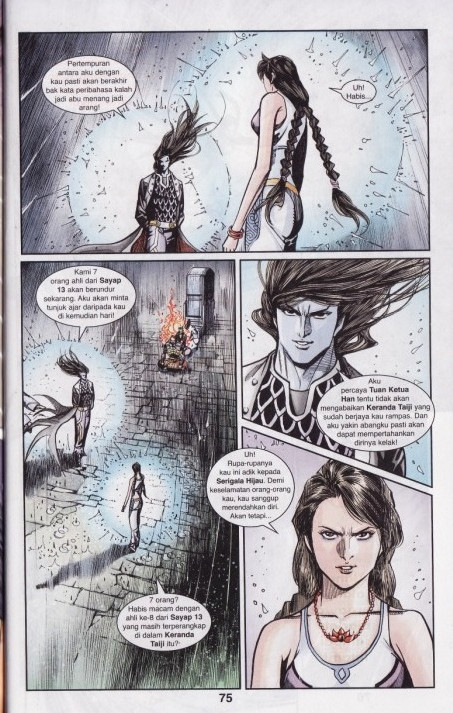 Pertempuran
antara aku dengan
kau pasti akan berakhir
bak kata peribahasa kalah
jadi abu menang jadi
arang!
Uh!
Habis...
Kami 7
orang ahli dari Sayap
13 akan berundur
sekarang. Aku akan minta
tunjuk ajar daripada kau
di kemudian hari!
7 orang?
Habis macam dengan
ahli ke-8 dari Sayap 13
yang masih terperangkap
di dalam Keranda
Taiji itu?
Aku
percaya Tuan Ketua
Han tentu tidak akan
mengabaikan Keranda Taiji yang
sudah berjaya kau rampas. Dan
aku yakin abangku pasti akan
dapat mempertahankan
dirinya kelak!
Uh!
Rupa-rupanya
kau ini adik kepada
Serigala Hijau. Demi
keselamatan orang-orang
kau, kau sanggup
merendahkan diri.
Akan tetapi...
75